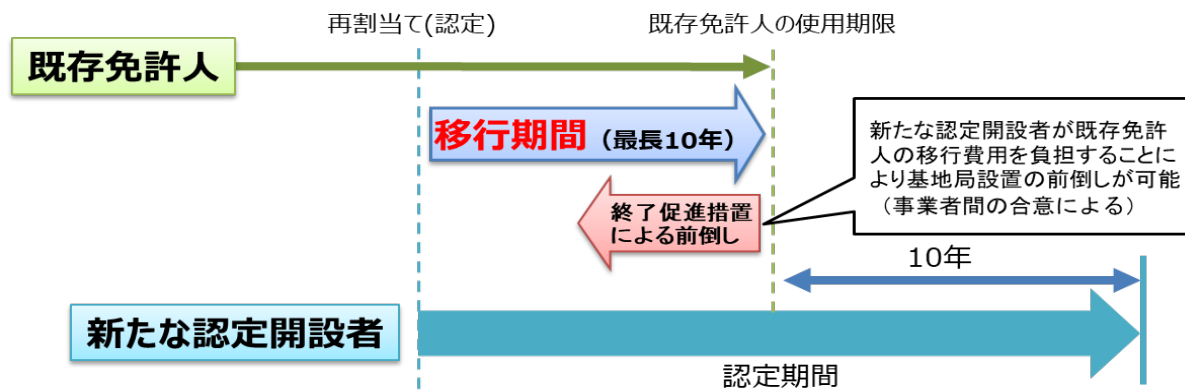 再割当て(認定)
既存免許人の使用期限
既存免許人
移行期間（最長10年）
新たな認定開設者が既存免許
人の移行費用を負担することに
より基地局設置の前倒しが可能
（事業者間の合意による）
終了促進措置
による前倒し
10年
新たな認定開設者
認定期間